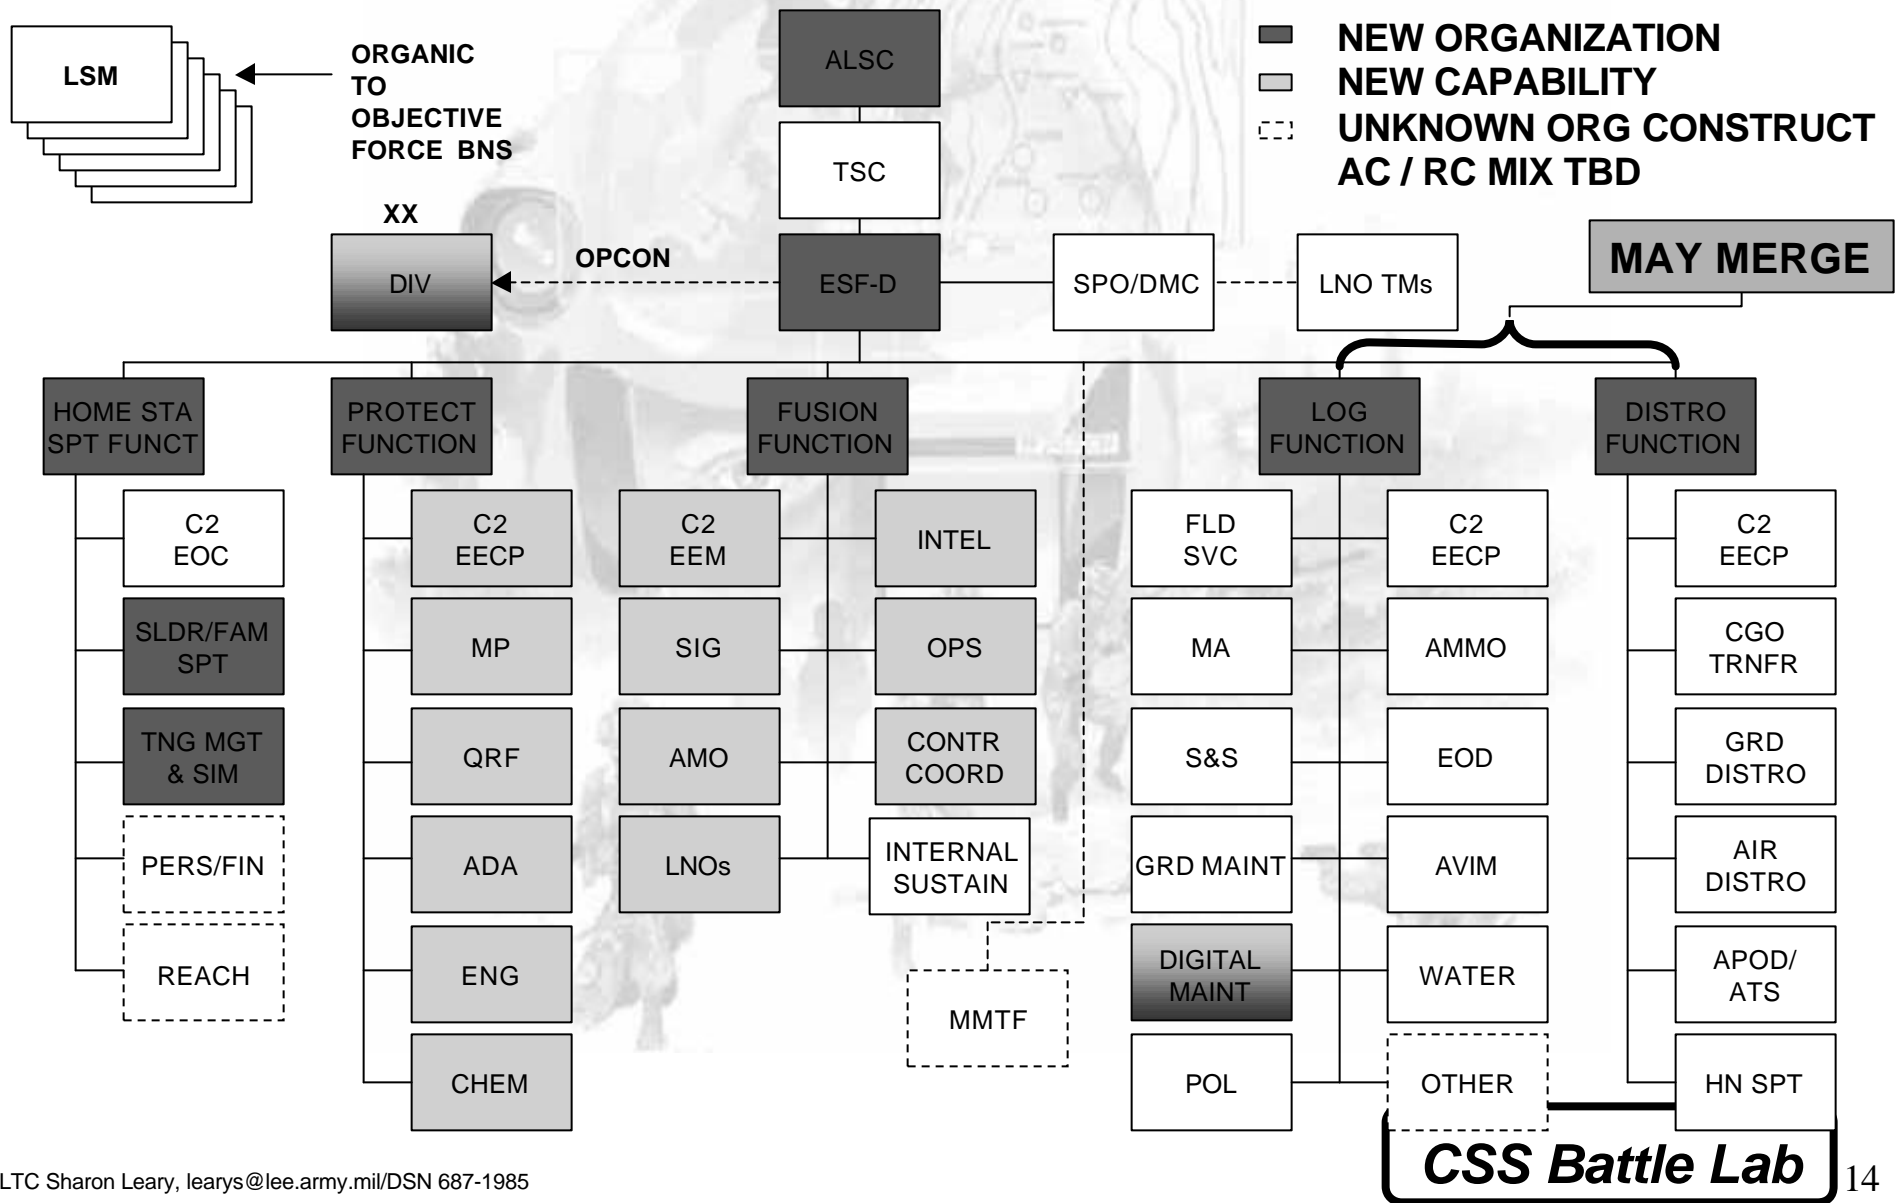 LSM
ORGANIC
TO
OBJECTIVE
FORCE BNS
ALSC
NEW ORGANIZATION
NEW CAPABILITY
UNKNOWN ORG CONSTRUCT
AC / RC MIX TBD
TSC
XX
DIV
OPCON
ESF-D
SPO/DMC
LNO TMs
MAY MERGE
HOME STA
SPT FUNCT
PROTECT
FUNCTION
FUSION
FUNCTION
LOG
FUNCTION
DISTRO
FUNCTION
C2
EOC
SLDR/FAM
SPT
TNG MGT
& SIM
PERS/FIN
REACH
C2
EECP
MP
QRF
ADA
ENG
CHEM
C2
EEM
SIG
AMO
LNOs
INTEL
OPS
CONTR
COORD
INTERNAL
SUSTAIN
MMTF
FLD
SVC
MA
S&S
GRD MAINT
DIGITAL
MAINT
POL
C2
EECP
AMMO
EOD
AVIM
WATER
OTHER
C2
EECP
CGO
TRNFR
GRD
DISTRO
AIR
DISTRO
APOD/
ATS
HN SPT
CSS Battle Lab
LTC Sharon Leary, learys@lee.army.mil/DSN 687-1985
14